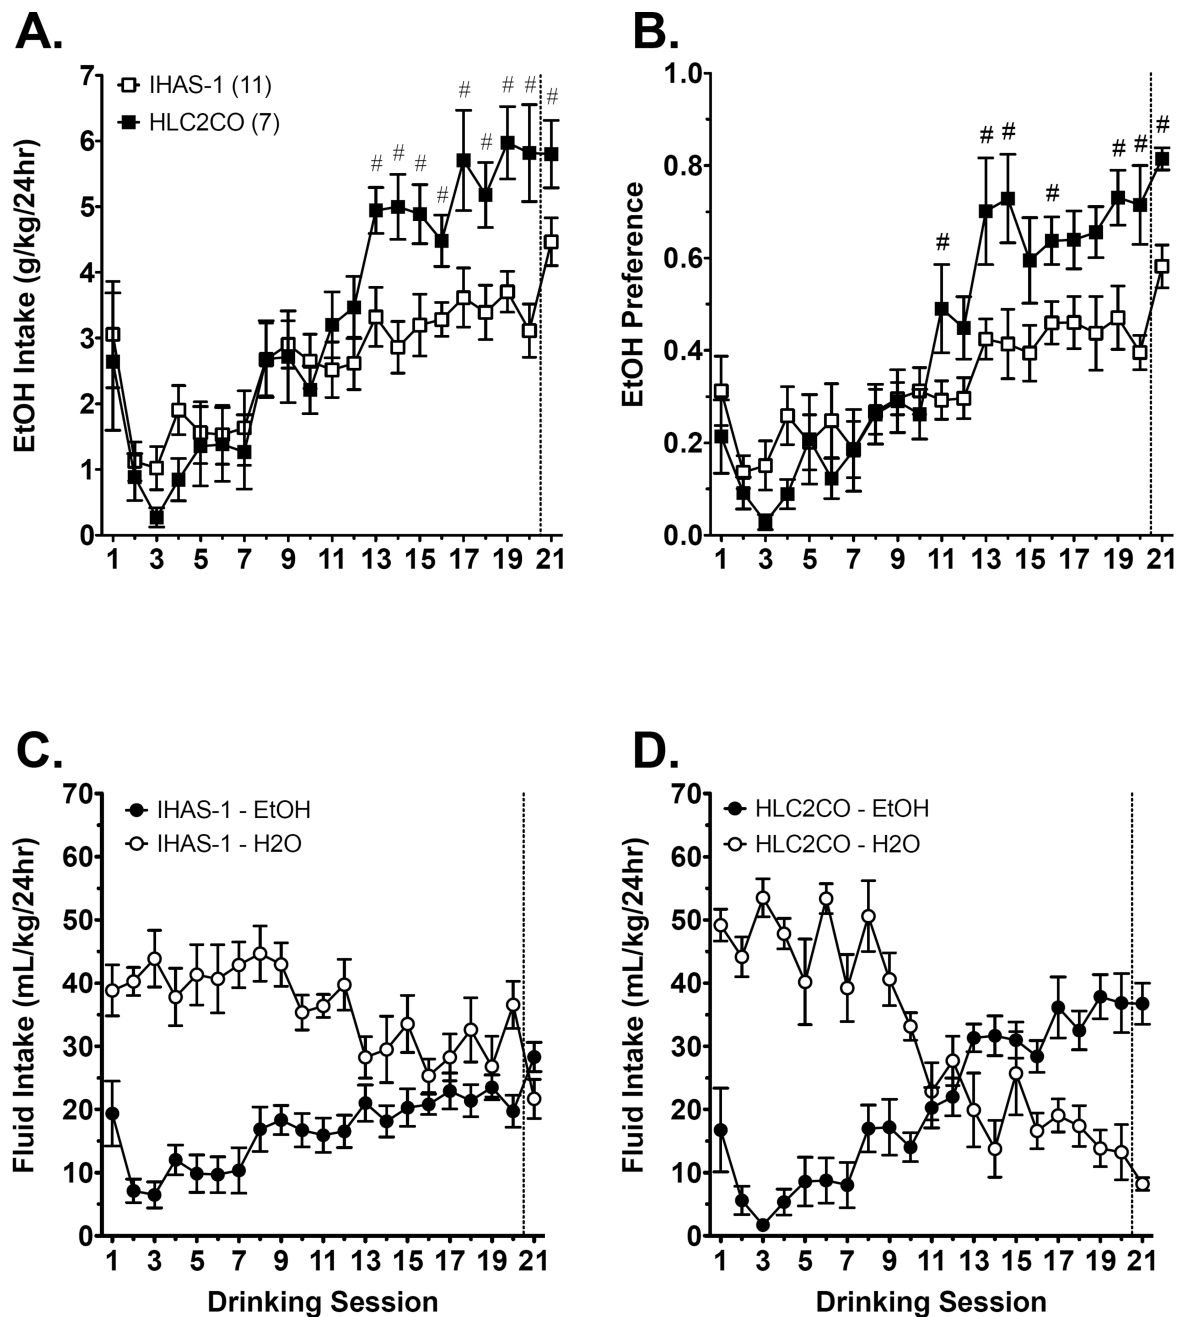 A.
EtOH Intake (g/kg/24hr)
7
6
5
4
3
2
1
0
IHAS-1 (11)
HLC2CO (7)
# # # # # # # # #
1 3 5 7 9 11 13 15 17 19 21
B.
EtOH Preference
1.0
0.8
0.6
0.4
0.2
0.0
# # # # # # #
1 3 5 7 9 11 13 15 17 19 21
C.
Fluid Intake (mL/kg/24hr)
70
60
50
40
30
20
10
0
IHAS-1 - EtOH
IHAS-1 - H2O
1 3 5 7 9 11 13 15 17 19 21
Drinking Session
D.
Fluid Intake (mL/kg/24hr)
70
60
50
40
30
20
10
0
HLC2CO - EtOH
HLC2CO - H2O
1 3 5 7 9 11 13 15 17 19 21
Drinking Session